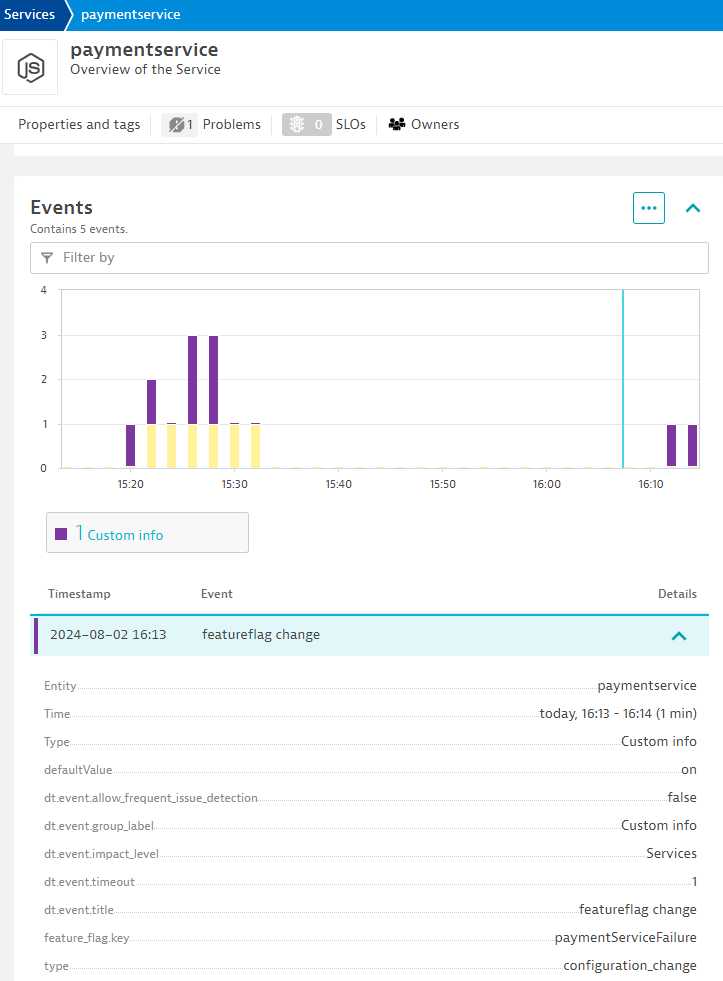 Services paymentservice
JS
paymentservice
Overview of the Service
Properties and tags 1 Problems 0 SLOs Owners
Events
Contains 5 events.
Filter by
4
3
2
1
0
15:20 15:30 15:40 15:50 16:00 16:10
1 Custom info
Timestamp Event Details
2024-08-02 16:13 featureflag change
Entity paymentservice
Time today, 16:13 - 16:14 (1 min)
Type Custom info
defaultValue on
dt.event.allow_frequent_issue_detection false
dt.event.group_label Custom info
dt.event.impact_level Services
dt.event.timeout 1
dt.event.title featureflag change
feature_flag.key paymentServiceFailure
type configuration_change